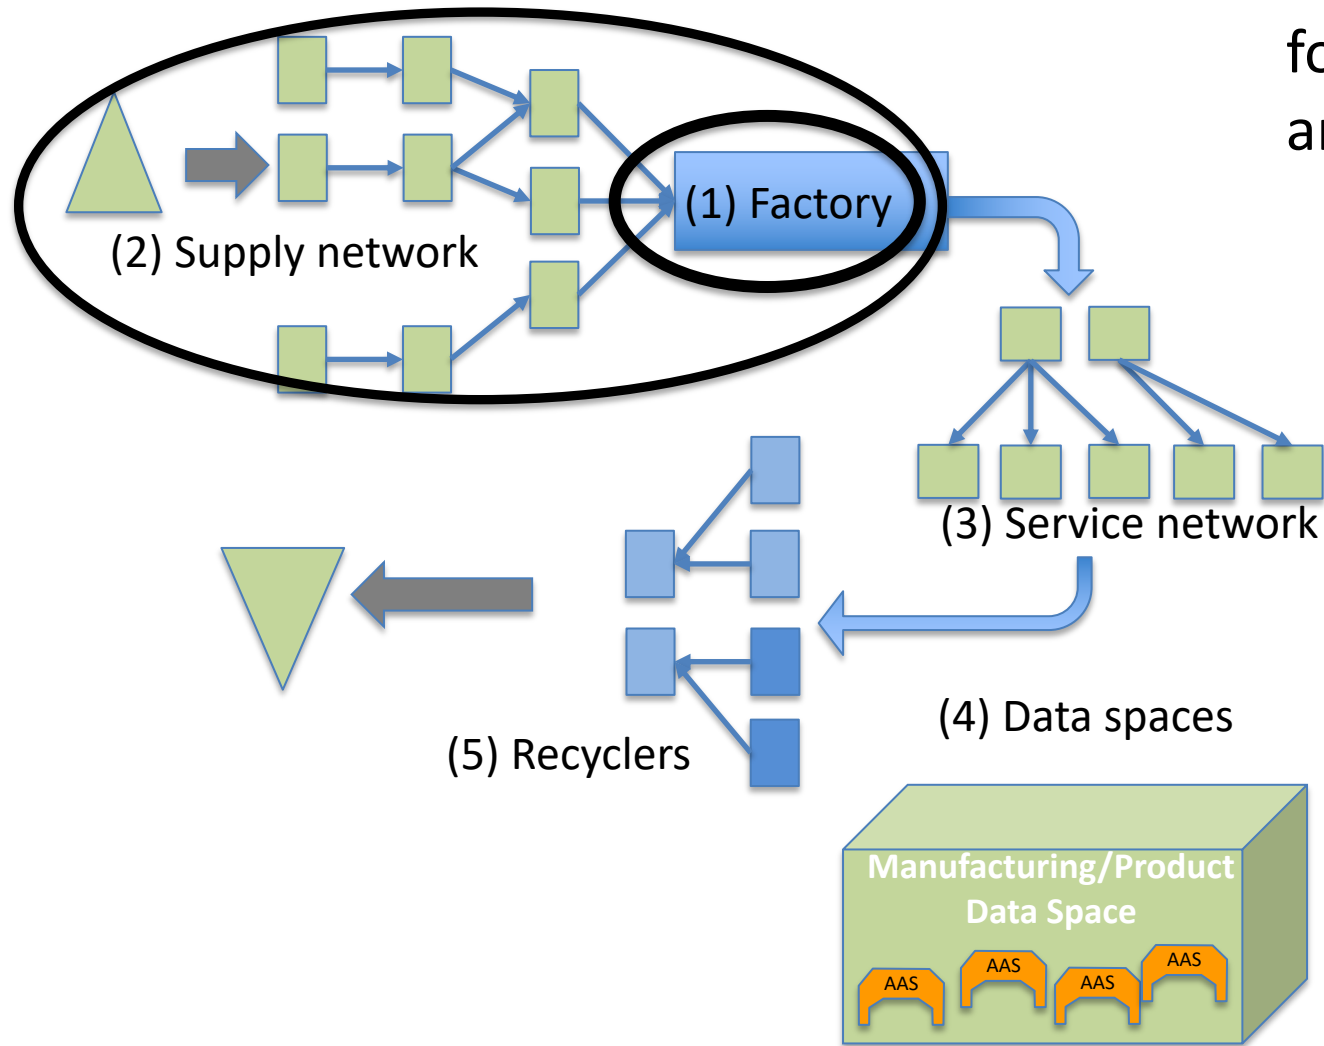 (1) Factory
(2) Supply network
(3) Service network
(4) Data spaces
(5) Recyclers
Manufacturing/Product
Data Space
AAS
AAS
AAS
AAS